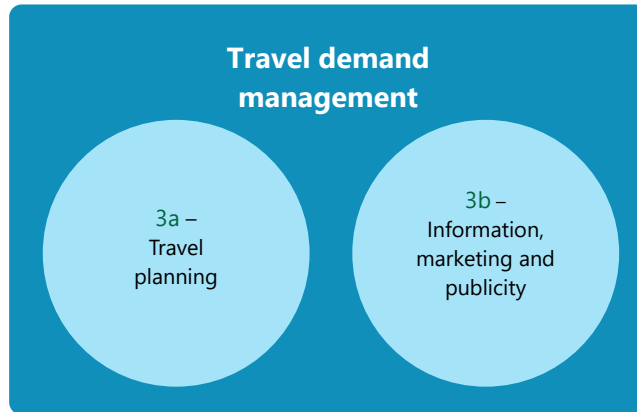 Travel demand
management
3a –
Travel
planning
3b –
Information,
marketing and
publicity